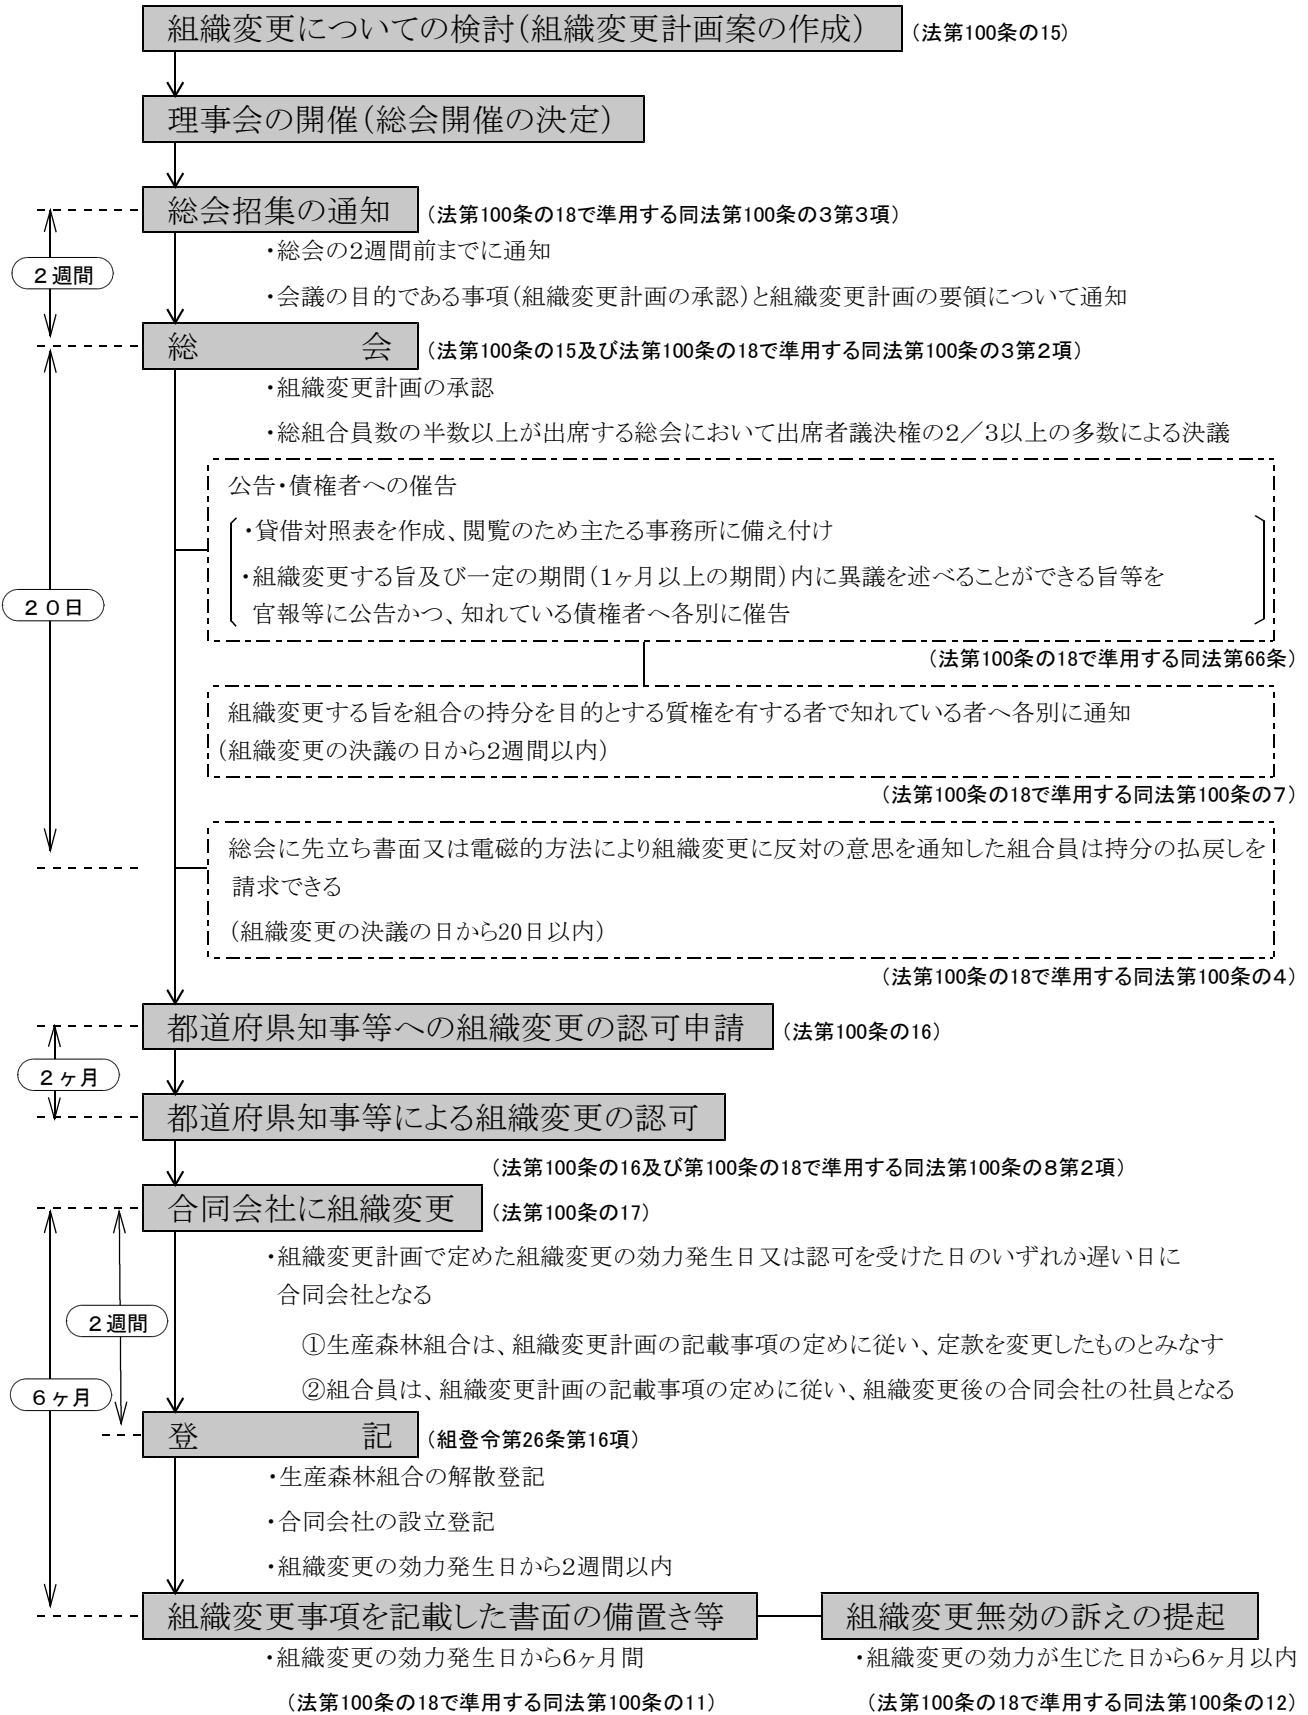 組織変更についての検討(組織変更計画案の作成) (法第100条の15)
理事会の開催(総会開催の決定)
総会招集の通知 (法第100条の18で準用する同法第100条の3第3項)
・総会の2週間前までに通知
2週間
・会議の目的である事項(組織変更計画の承認)と組織変更計画の要領について通知
総 会 (法第100条の15及び法第100条の18で準用する同法第100条の3第2項)
・組織変更計画の承認
・総組合員数の半数以上が出席する総会において出席者議決権の2/3以上の多数による決議
公告・債権者への催告
・貸借対照表を作成、閲覧のため主たる事務所に備え付け
・組織変更する旨及び一定の期間(1ヶ月以上の期間)内に異議を述べることができる旨等を
官報等に公告かつ、知れている債権者へ各別に催告
20日
(法第100条の18で準用する同法第66条)
組織変更する旨を組合の持分を目的とする質権を有する者で知れている者へ各別に通知
(組織変更の決議の日から2週間以内)
(法第100条の18で準用する同法第100条の7)
総会に先立ち書面又は電磁的方法により組織変更に反対の意思を通知した組合員は持分の払戻しを
請求できる
(組織変更の決議の日から20日以内)
(法第100条の18で準用する同法第100条の4)
都道府県知事等への組織変更の認可申請 (法第100条の16)
2ヶ月
都道府県知事等による組織変更の認可
(法第100条の16及び第100条の18で準用する同法第100条の8第2項)
合同会社に組織変更 (法第100条の17)
・組織変更計画で定めた組織変更の効力発生日又は認可を受けた日のいずれか遅い日に
合同会社となる
2週間
①生産森林組合は、組織変更計画の記載事項の定めに従い、定款を変更したものとみなす
6ヶ月
②組合員は、組織変更計画の記載事項の定めに従い、組織変更後の合同会社の社員となる
登 記 (組登令第26条第16項)
・生産森林組合の解散登記
・合同会社の設立登記
・組織変更の効力発生日から2週間以内
組織変更事項を記載した書面の備置き等 組織変更無効の訴えの提起
・組織変更の効力発生日から6ヶ月間 ・組織変更の効力が生じた日から6ヶ月以内
(法第100条の18で準用する同法第100条の11) (法第100条の18で準用する同法第100条の12)